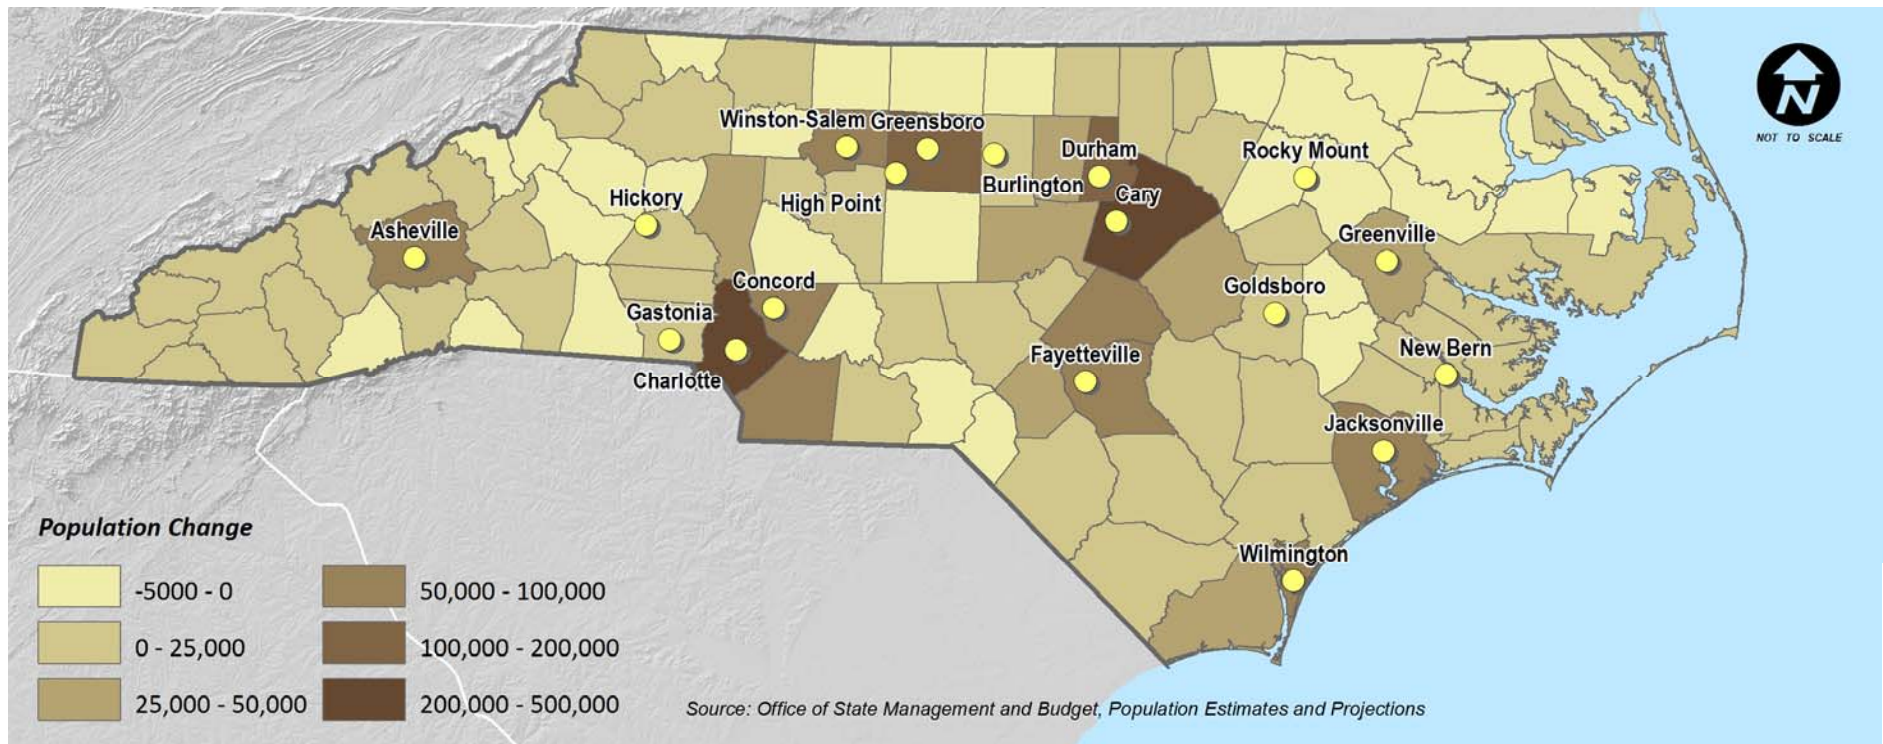 N
NOT TO SCALE
Winston-Salem
Greensboro
Durham
Rocky Mount
Burlington
Cary
Hickory
High Point
Asheville
Greenville
Concord
Goldsboro
Gastonia
Fayetteville
New Bern
Charlotte
Jacksonville
Wilmington
Population Change
-5000 - 0
50,000 - 100,000
0 - 25,000
100,000 - 200,000
25,000 - 50,000
200,000 - 500,000
Source: Office of State Management and Budget, Population Estimates and Projections